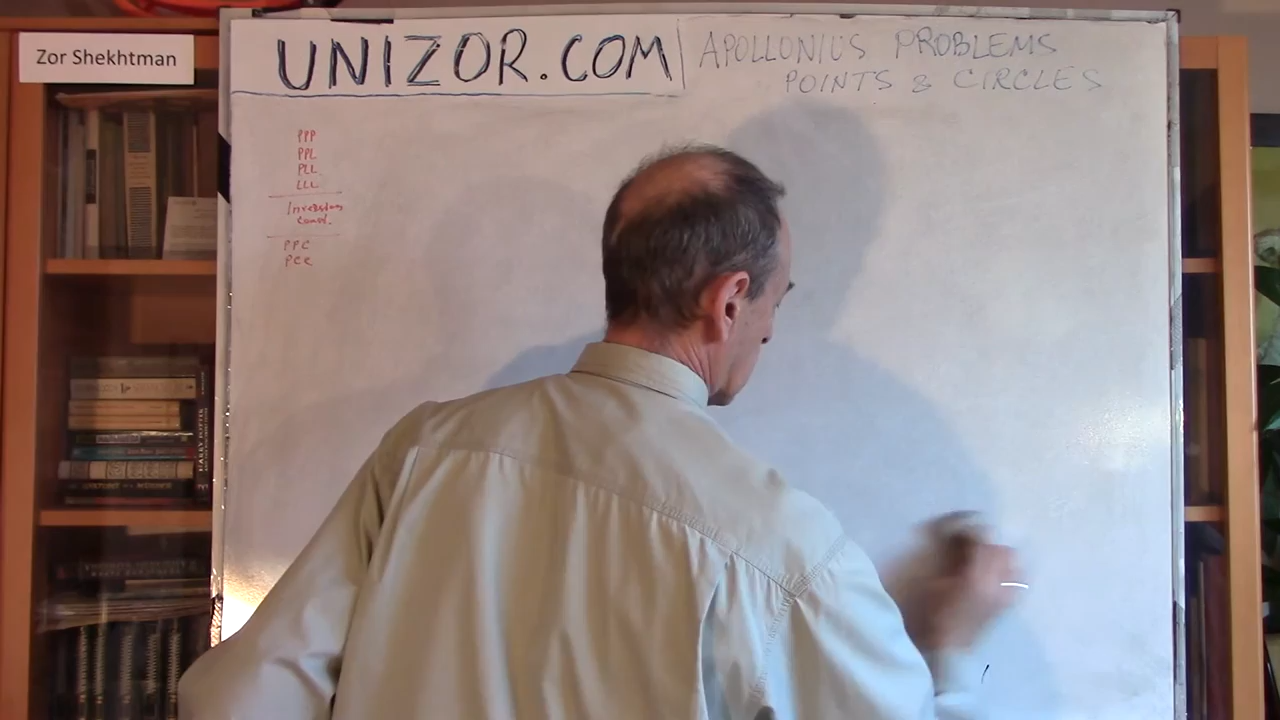 Zor Shekhtman
UNIZOR.COM
APOLLONIUS PROBLEMS
POINTS & CIRCLES
PPP
PPL
PLL
LLL
Inversion
PPC
PCC